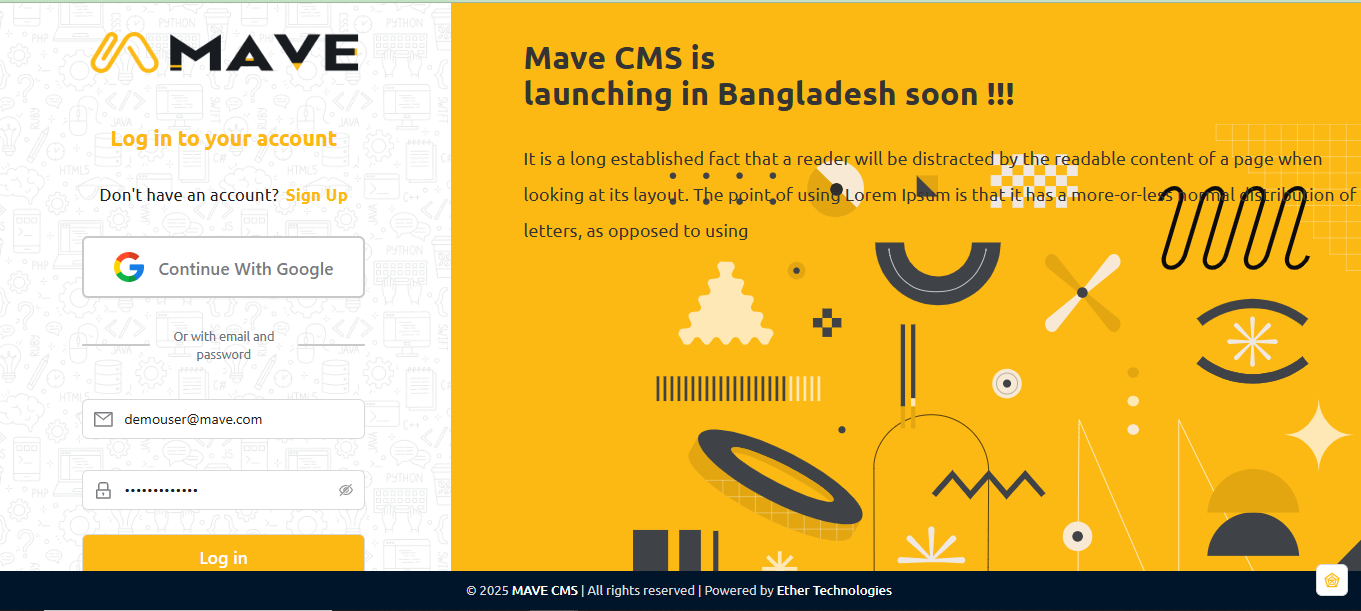 MAVE
Log in to your account
Don't have an account? Sign Up
Continue With Google
Or with email and
password
demouser@mave.com
•••••••••••••
Log in
Mave CMS is
launching in Bangladesh soon !!!
It is a long established fact that a reader will be distracted by the readable content of a page when
looking at its layout. The point of using Lorem Ipsum is that it has a more-or-less normal distribution of
letters, as opposed to using
© 2025 MAVE CMS | All rights reserved | Powered by Ether Technologies